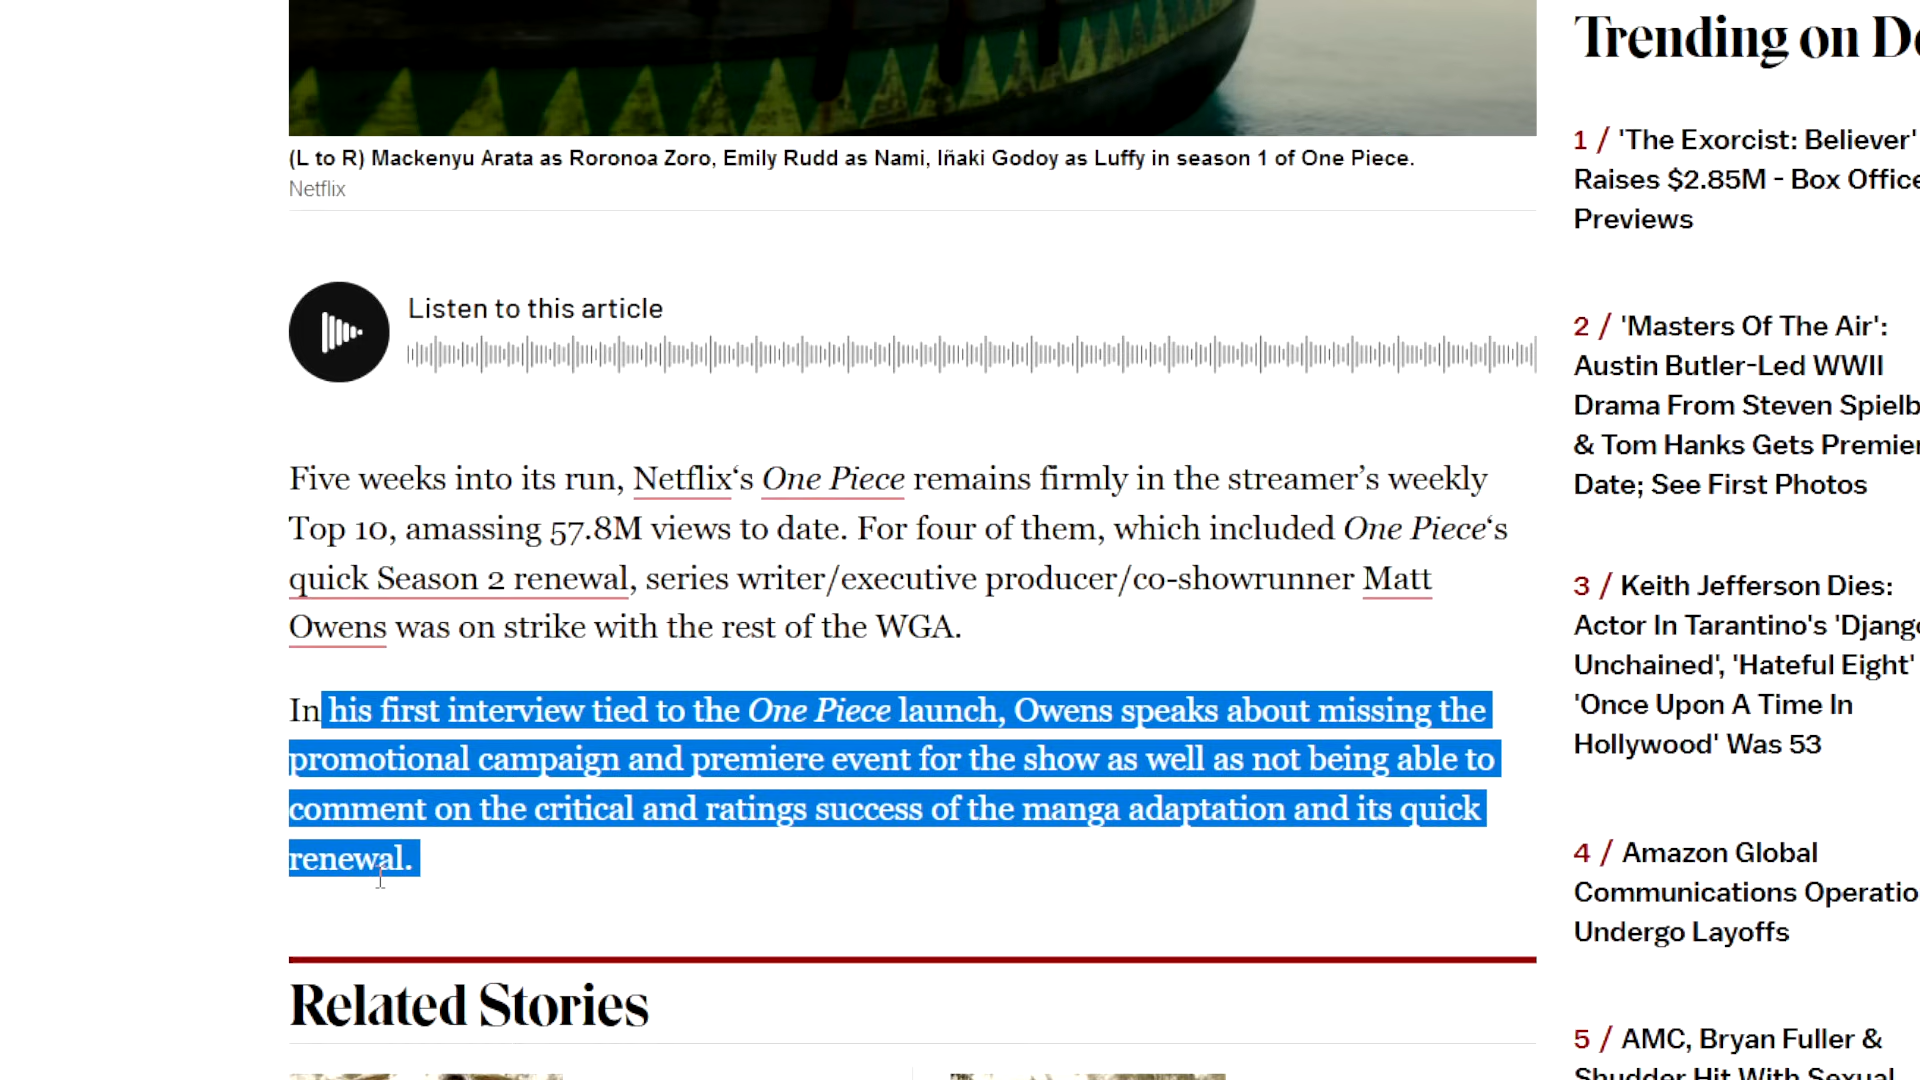 (L to R) Mackenyu Arata as Roronoa Zoro, Emily Rudd as Nami, Iñaki Godoy as Luffy in season 1 of One Piece.
Netflix
Listen to this article
Five weeks into its run, Netflix‘s One Piece remains firmly in the streamer’s weekly
Top 10, amassing 57.8M views to date. For four of them, which included One Piece‘s
quick Season 2 renewal, series writer/executive producer/co-showrunner Matt
Owens was on strike with the rest of the WGA.
In his first interview tied to the One Piece launch, Owens speaks about missing the
promotional campaign and premiere event for the show as well as not being able to
comment on the critical and ratings success of the manga adaptation and its quick
renewal.
Related Stories
Trending on De
1 / 'The Exorcist: Believer'
Raises $2.85M - Box Office
Previews
2 / 'Masters Of The Air':
Austin Butler-Led WWII
Drama From Steven Spielb
& Tom Hanks Gets Premier
Date; See First Photos
3 / Keith Jefferson Dies:
Actor In Tarantino's 'Django
Unchained', 'Hateful Eight'
'Once Upon A Time In
Hollywood' Was 53
4 / Amazon Global
Communications Operatio
Undergo Layoffs
5 / AMC, Bryan Fuller &
Shudder Hit With Sexual